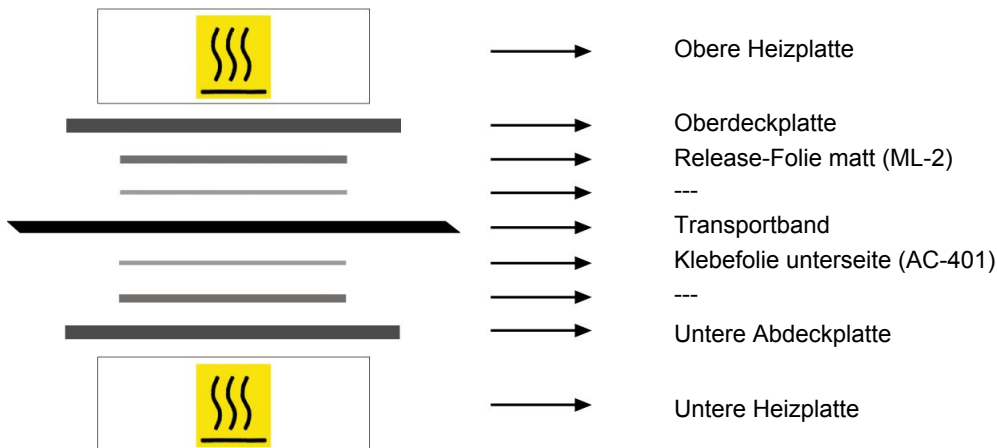 Obere Heizplatte
Oberdeckplatte
Release-Folie matt (ML-2)
---
Transportband
Klebefolie unterseite (AC-401)
---
Untere Abdeckplatte
Untere Heizplatte